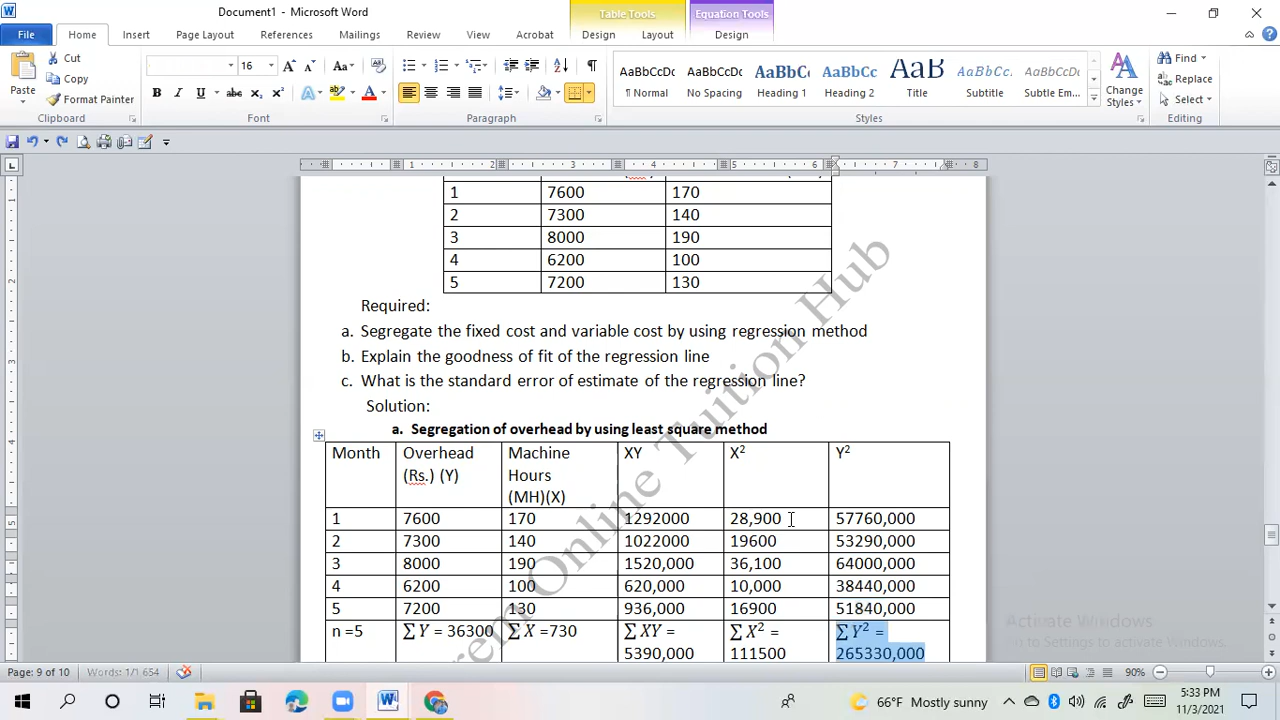 Document1 - Microsoft Word
Table Tools
Equation Tools
File
Home
Insert
Page Layout
References
Mailings
Review
View
Acrobat
Design
Layout
Design
Paste
Cut
Copy
Format Painter
Clipboard
16
Font
Paragraph
AaBbCcDc
¶ Normal
AaBbCcDc
No Spacing
AaBbCc
Heading 1
AaBbCc
Heading 2
AaB
Title
AaBbCcL
Subtitle
AaBbCcDc
Subtle Em...
Change
Styles
Styles
Find
Replace
Select
Editing
1 7600 170
2 7300 140
3 8000 190
4 6200 100
5 7200 130
Required:
a. Segregate the fixed cost and variable cost by using regression method
b. Explain the goodness of fit of the regression line
c. What is the standard error of estimate of the regression line?
Solution:
a. Segregation of overhead by using least square method
Month Overhead (Rs.) (Y) Machine Hours (MH)(X) XY X² Y²
1 7600 170 1292000 28,900 57760,000
2 7300 140 1022000 19600 53290,000
3 8000 190 1520,000 36,100 64000,000
4 6200 100 620,000 10,000 38440,000
5 7200 130 936,000 16900 51840,000
n =5 ∑ Y = 36300 ∑ X =730 ∑ XY = 5390,000 ∑ X² = 111500 ∑ Y² = 265330,000
rem Online Tuition Hub
Activate Windows
Go to Settings to activate Windows.
Page: 9 of 10
Words: 1/1 654
90%
66°F Mostly sunny
5:33 PM
11/3/2021